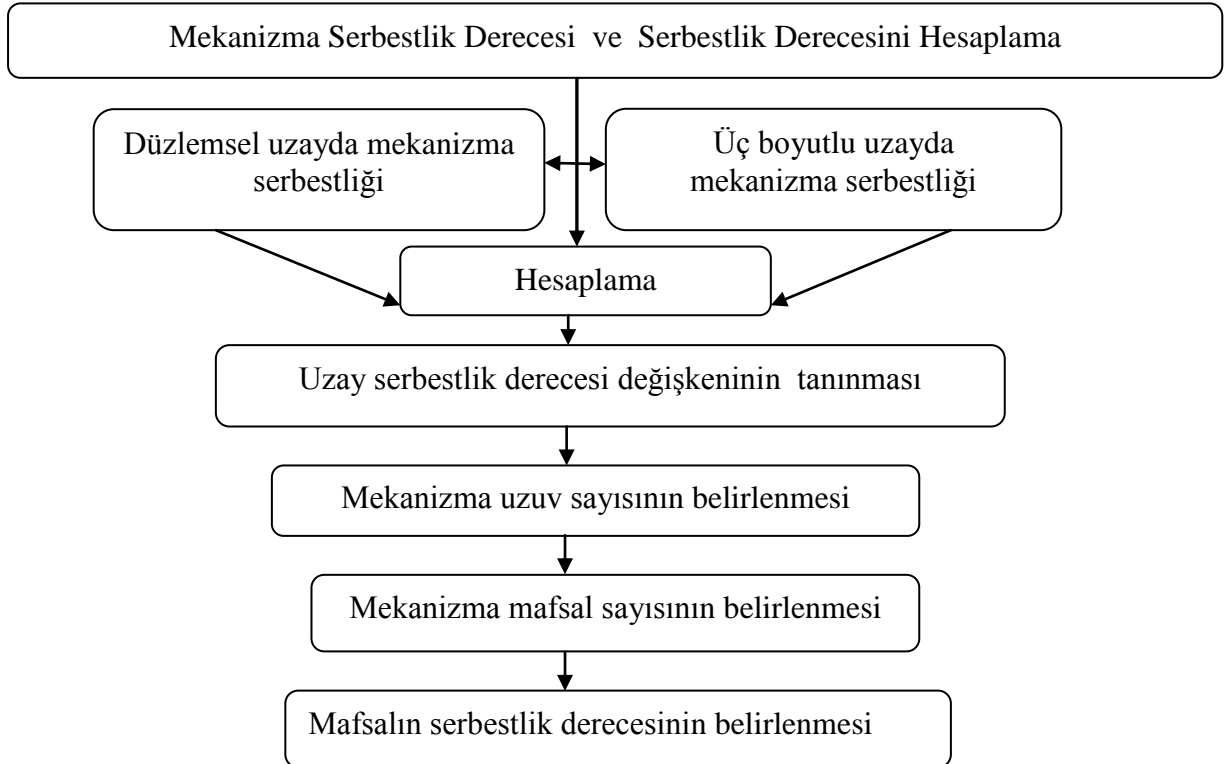 Mekanizma Serbestlik Derecesi ve Serbestlik Derecesini Hesaplama
Düzlemsel uzayda mekanizma
serbestliği
Üç boyutlu uzayda
mekanizma serbestliği
Hesaplama
Uzay serbestlik derecesi değişkeninin tanınması
Mekanizma uzuv sayısının belirlenmesi
Mekanizma mafsal sayısının belirlenmesi
Mafsalın serbestlik derecesinin belirlenmesi